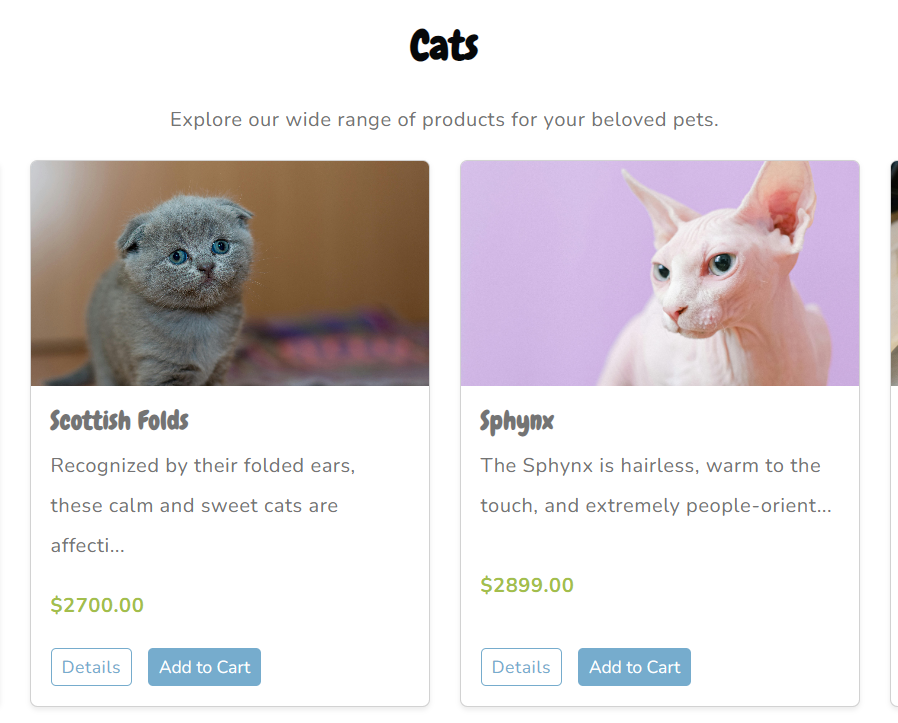 Cats
Explore our wide range of products for your beloved pets.
Scottish Folds
Recognized by their folded ears,
these calm and sweet cats are
affecti...
$2700.00
Details
Add to Cart
Sphynx
The Sphynx is hairless, warm to the
touch, and extremely people-orient...
$2899.00
Details
Add to Cart